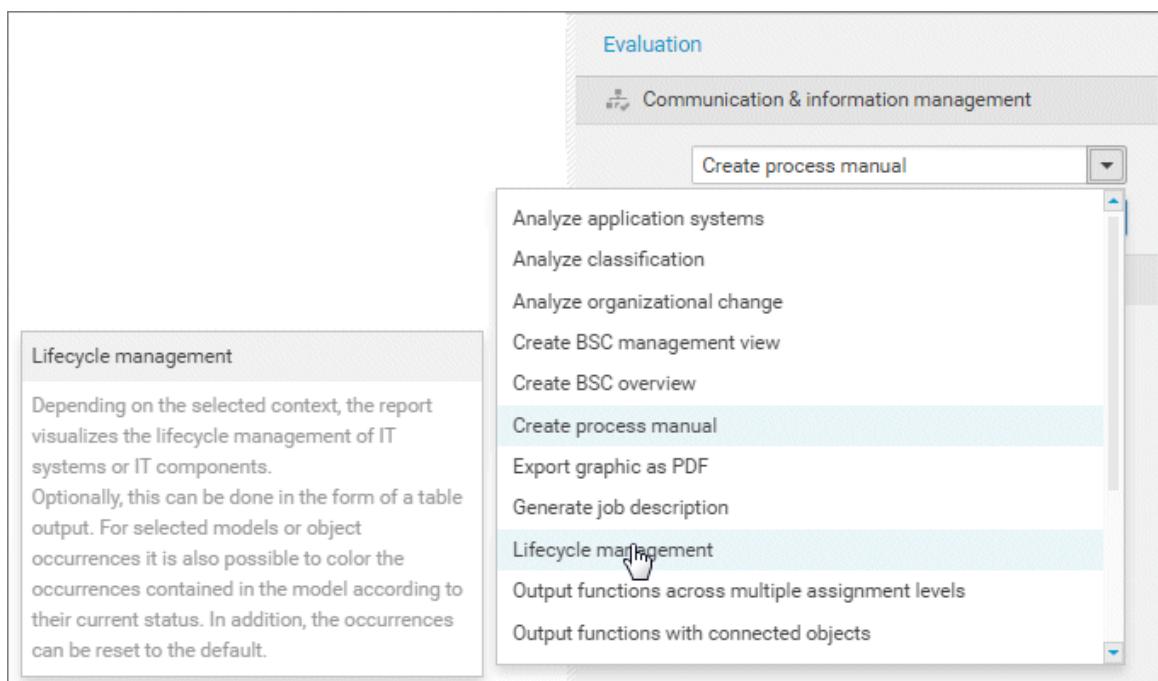 Evaluation
Communication & information management
Create process manual
Analyze application systems
Analyze classification
Analyze organizational change
Create BSC management view
Create BSC overview
Create process manual
Export graphic as PDF
Generate job description
Lifecycle management
Output functions across multiple assignment levels
Output functions with connected objects
Lifecycle management
Depending on the selected context, the report
visualizes the lifecycle management of IT
systems or IT components.
Optionally, this can be done in the form of a table
output. For selected models or object
occurrences it is also possible to color the
occurrences contained in the model according to
their current status. In addition, the occurrences
can be reset to the default.